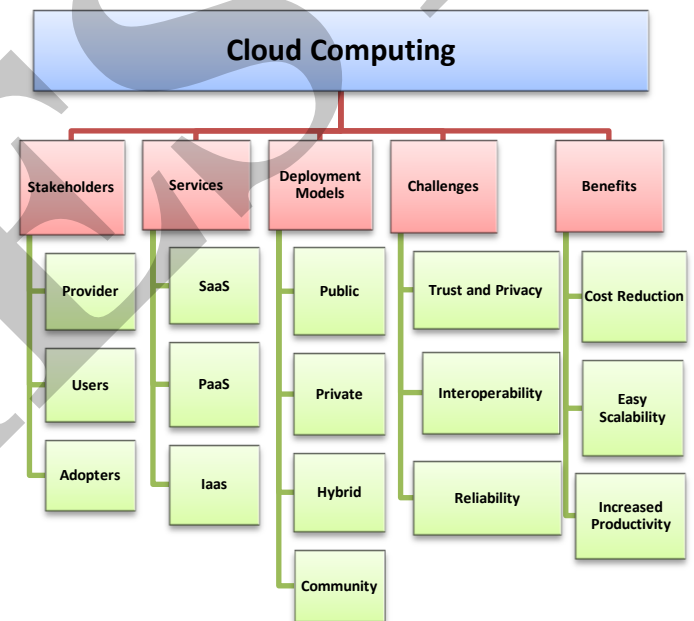 Cloud Computing
Stakeholders
Services
Deployment
Models
Challenges
Benefits
Provider
Users
Adopters
SaaS
PaaS
Iaas
Public
Private
Hybrid
Community
Trust and Privacy
Interoperability
Reliability
Cost Reduction
Easy
Scalability
Increased
Productivity